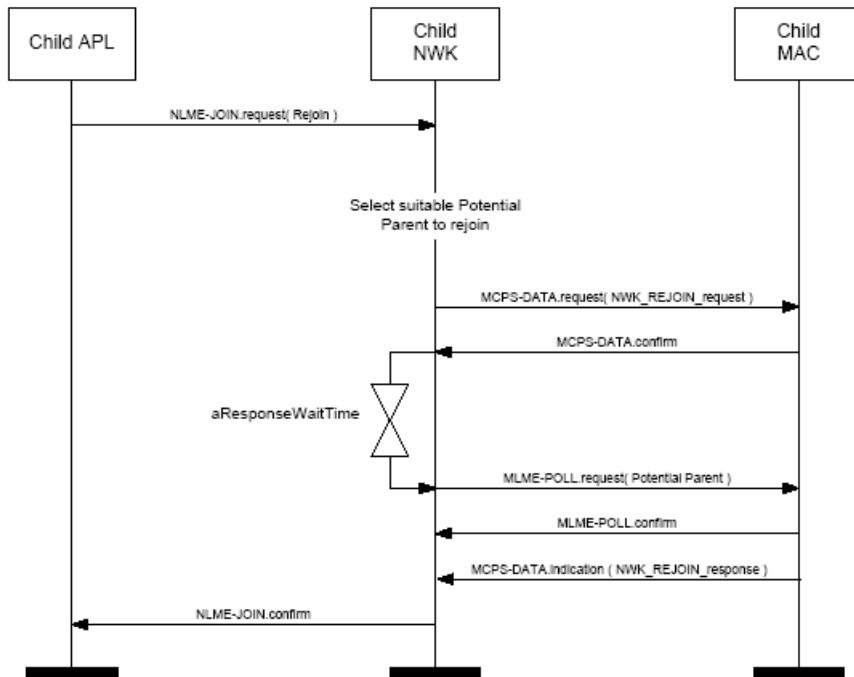 Child APL
Child
NWK
Child
MAC
NLME-JOIN.request( Rejoin )
Select suitable Potential
Parent to rejoin
MCPS-DATA.request( NWK_REJOIN_request )
MCPS-DATA.confirm
aResponseWaitTime
MLME-POLL.request( Potential Parent )
MLME-POLL.confirm
MCPS-DATA.indication ( NWK_REJOIN_response )
NLME-JOIN.confirm